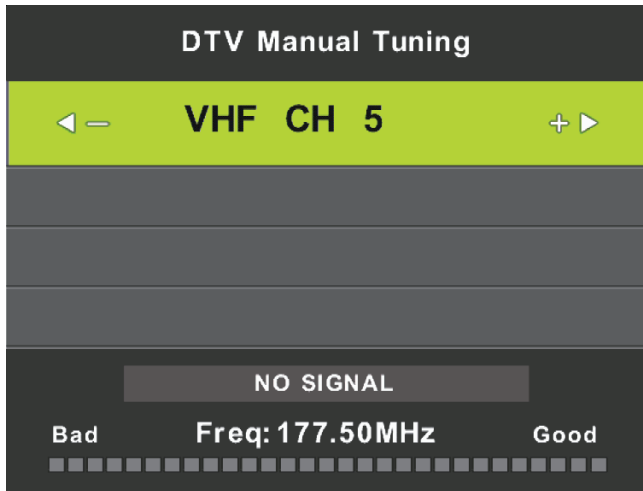 DTV Manual Tuning
– VHF CH 5 +
NO SIGNAL
Bad Freq: 177.50MHz Good